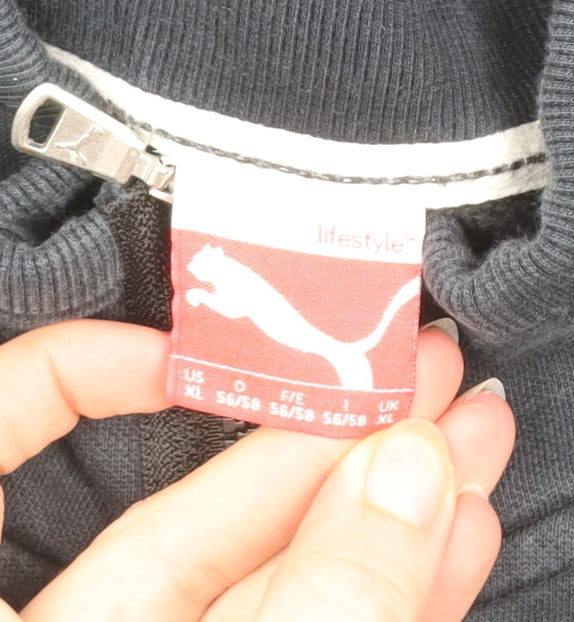 lifestyle™
US D F/E I UK
XL 56/58 56/58 56/58 XL